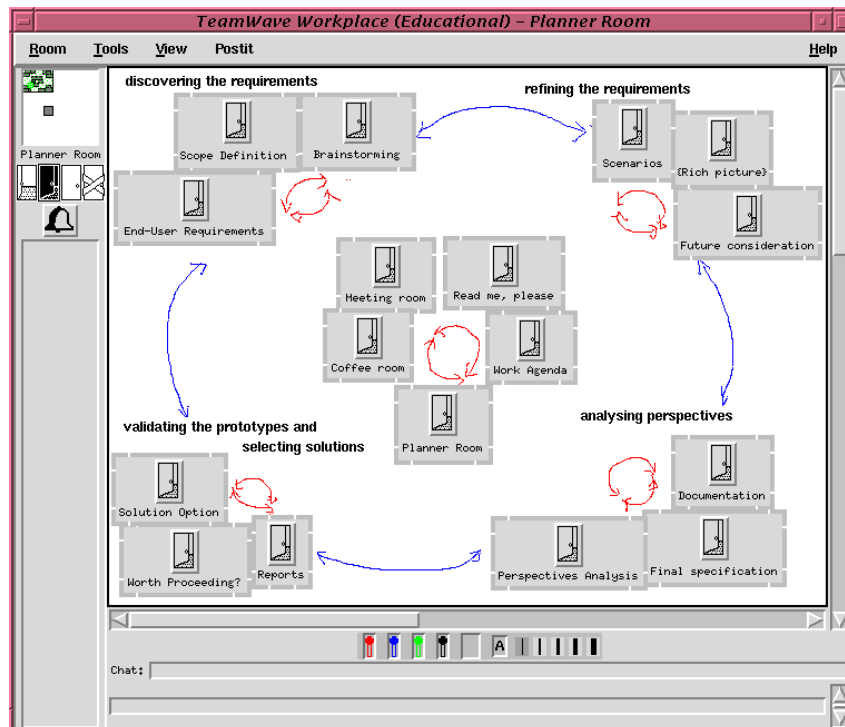 TeamWave Workplace (Educational) – Planner Room
Room Tools View Postit Help
Planner Room
discovering the requirements
Scope Definition
Brainstorming
End-User Requirements
refining the requirements
Scenarios
{Rich picture}
Future consideration
Meeting room
Read me, please
Coffee room
Work Agenda
Planner Room
validating the prototypes and
selecting solutions
Solution Option
Worth Proceeding?
Reports
analysing perspectives
Documentation
Perspectives Analysis
Final specification
A
Chat: